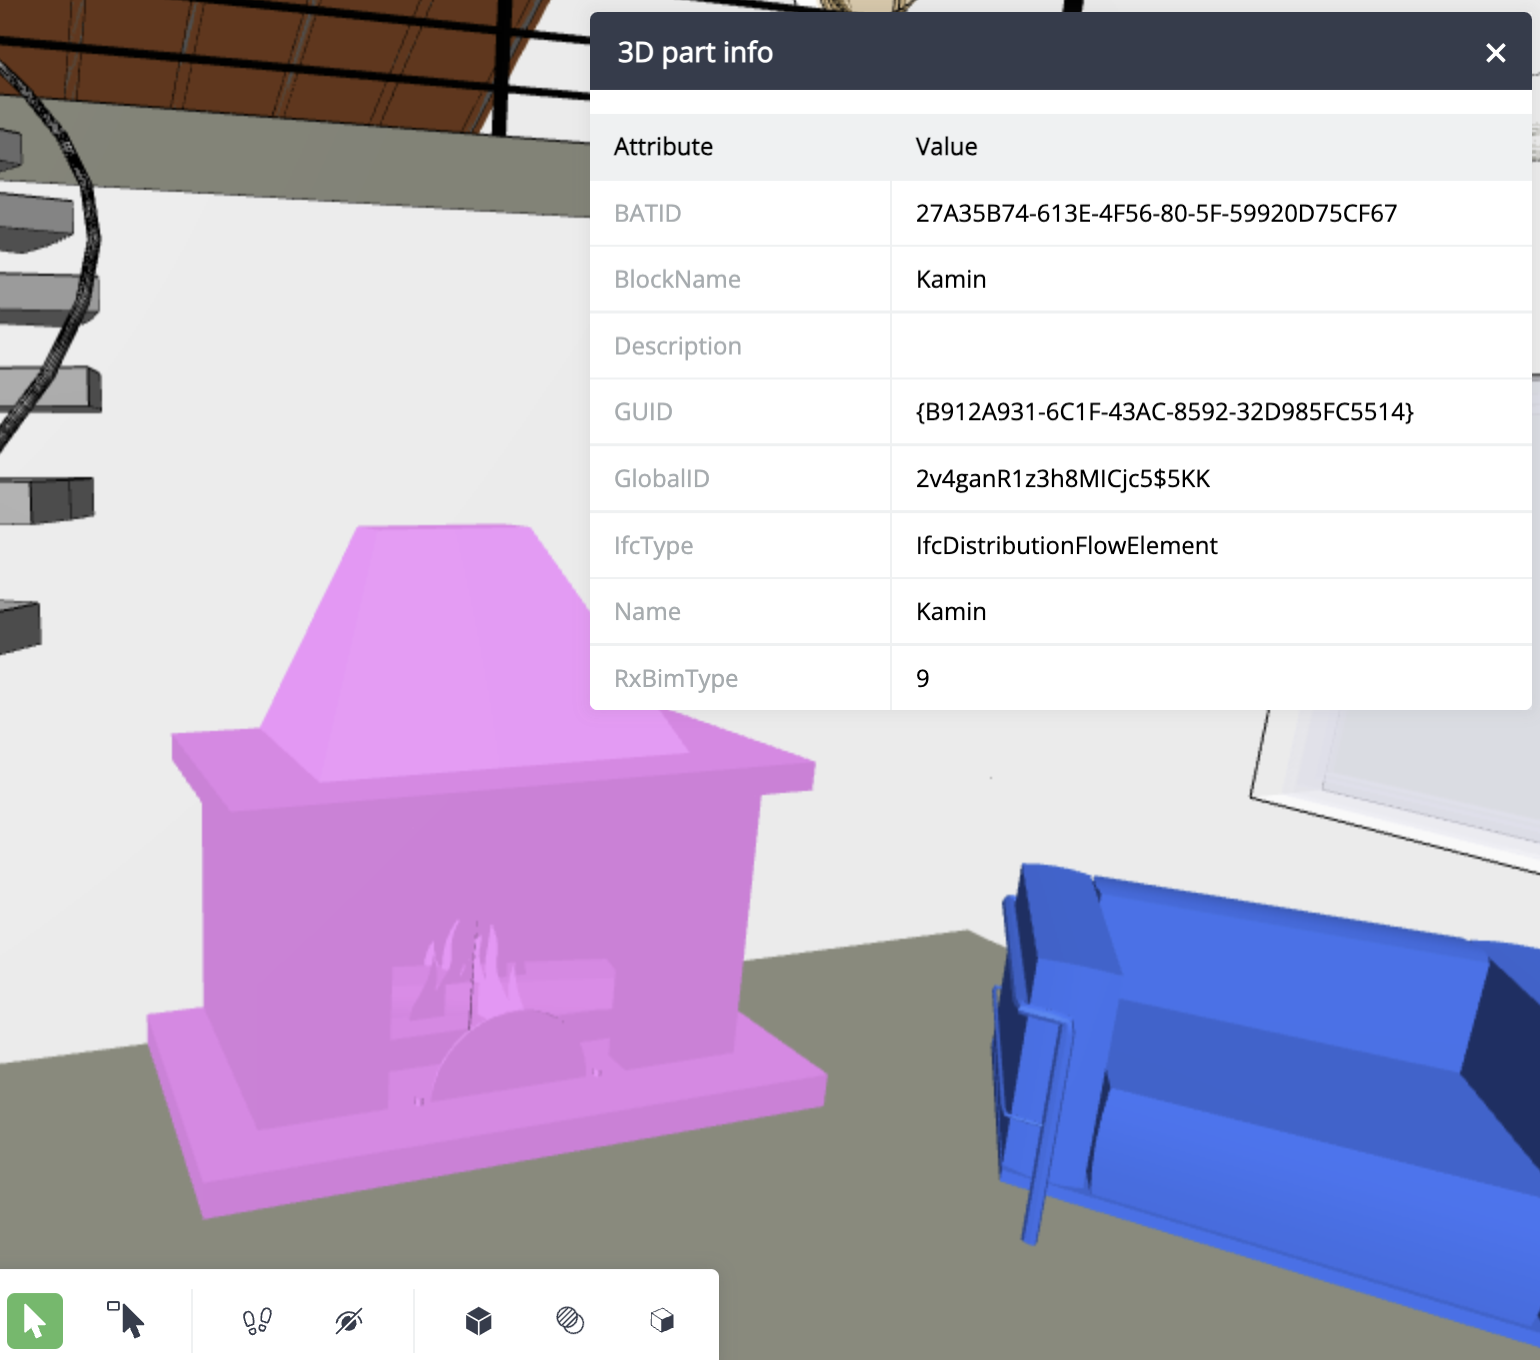 3D part info
Attribute Value
BATID 27A35B74-613E-4F56-80-5F-59920D75CF67
BlockName Kamin
Description
GUID {B912A931-6C1F-43AC-8592-32D985FC5514}
GlobalID 2v4ganR1z3h8MICjc5$5KK
IfcType IfcDistributionFlowElement
Name Kamin
RxBimType 9